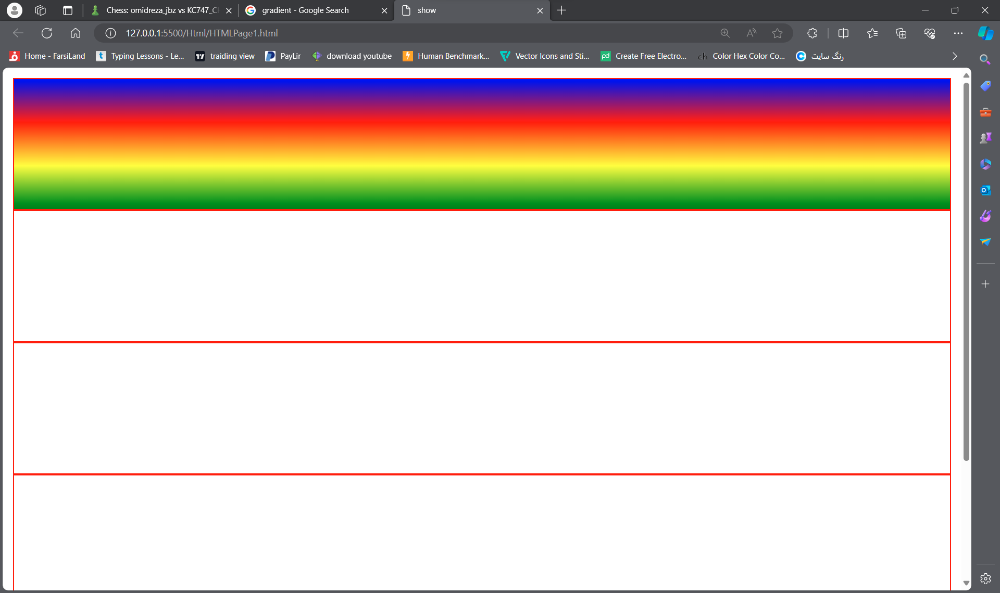 Chess: omidreza_jbz vs KC747_Ch
gradient - Google Search
show
127.0.0.1:5500/Html/HTMLPage1.html
Home - FarsiLand
Typing Lessons - Le...
traiding view
PayLir
download youtube
Human Benchmark...
Vector Icons and Sti...
Create Free Electro...
ch Color Hex Color Co...
رنگ سایت